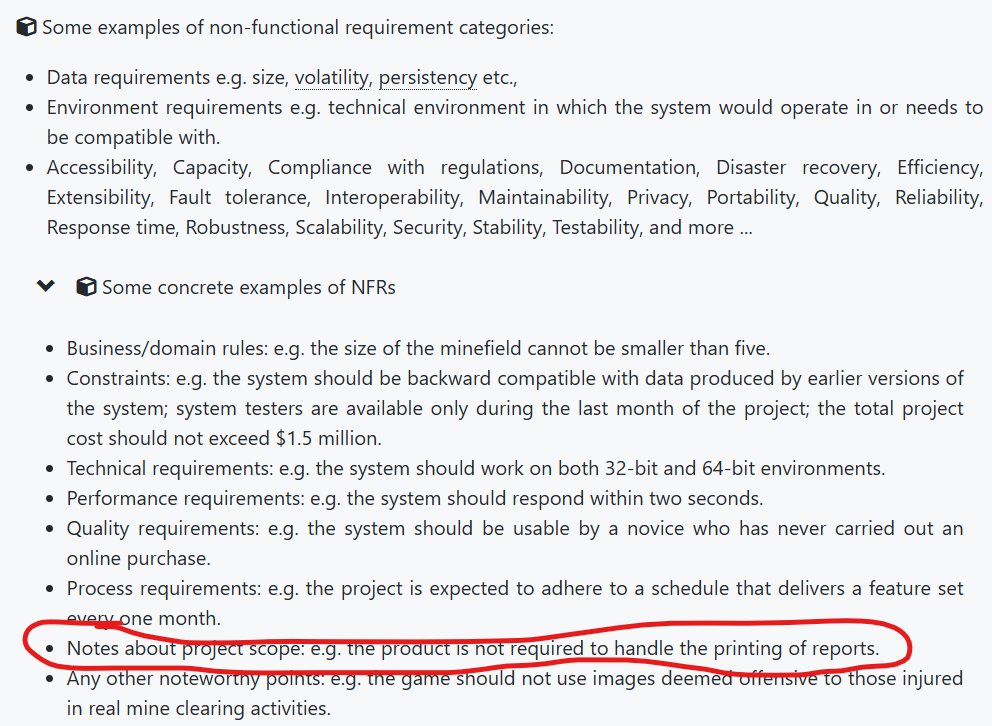 Some examples of non-functional requirement categories:
• Data requirements e.g. size, volatility, persistency etc.,
• Environment requirements e.g. technical environment in which the system would operate in or needs to
be compatible with.
• Accessibility, Capacity, Compliance with regulations, Documentation, Disaster recovery, Efficiency,
Extensibility, Fault tolerance, Interoperability, Maintainability, Privacy, Portability, Quality, Reliability,
Response time, Robustness, Scalability, Security, Stability, Testability, and more ...
Some concrete examples of NFRs
• Business/domain rules: e.g. the size of the minefield cannot be smaller than five.
• Constraints: e.g. the system should be backward compatible with data produced by earlier versions of
the system; system testers are available only during the last month of the project; the total project
cost should not exceed $1.5 million.
• Technical requirements: e.g. the system should work on both 32-bit and 64-bit environments.
• Performance requirements: e.g. the system should respond within two seconds.
• Quality requirements: e.g. the system should be usable by a novice who has never carried out an
online purchase.
• Process requirements: e.g. the project is expected to adhere to a schedule that delivers a feature set
every one month.
• Notes about project scope: e.g. the product is not required to handle the printing of reports.
• Any other noteworthy points: e.g. the game should not use images deemed offensive to those injured
in real mine clearing activities.